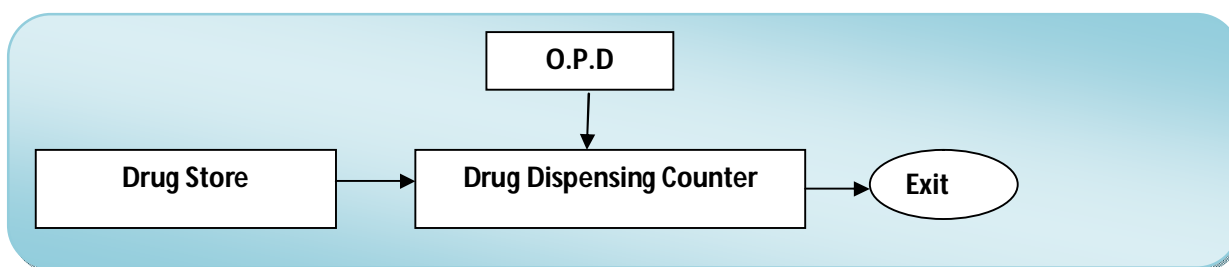 O.P.D
Drug Store
Drug Dispensing Counter
Exit